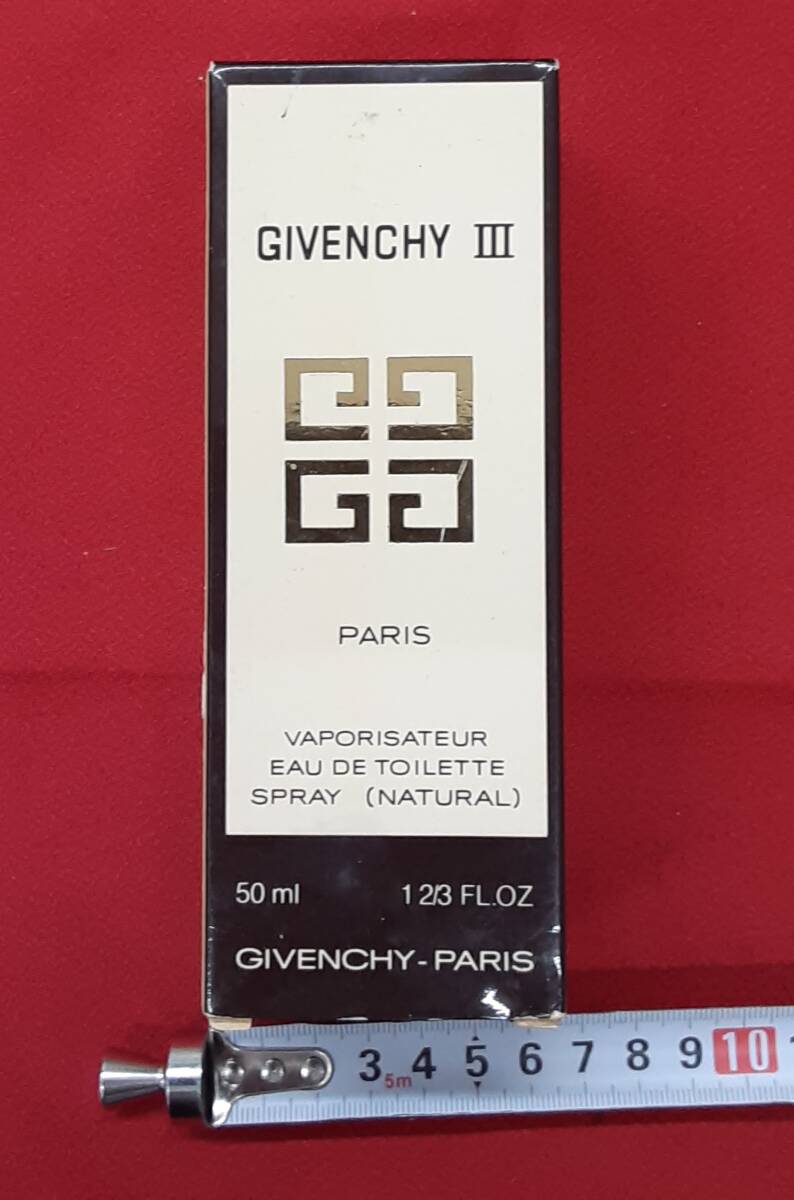 GIVENCHY III
PARIS
VAPORISATEUR
EAU DE TOILETTE
SPRAY (NATURAL)
50 ml 1 2/3 FL.OZ
GIVENCHY-PARIS
3 5m 4 5 6 7 8 9 10